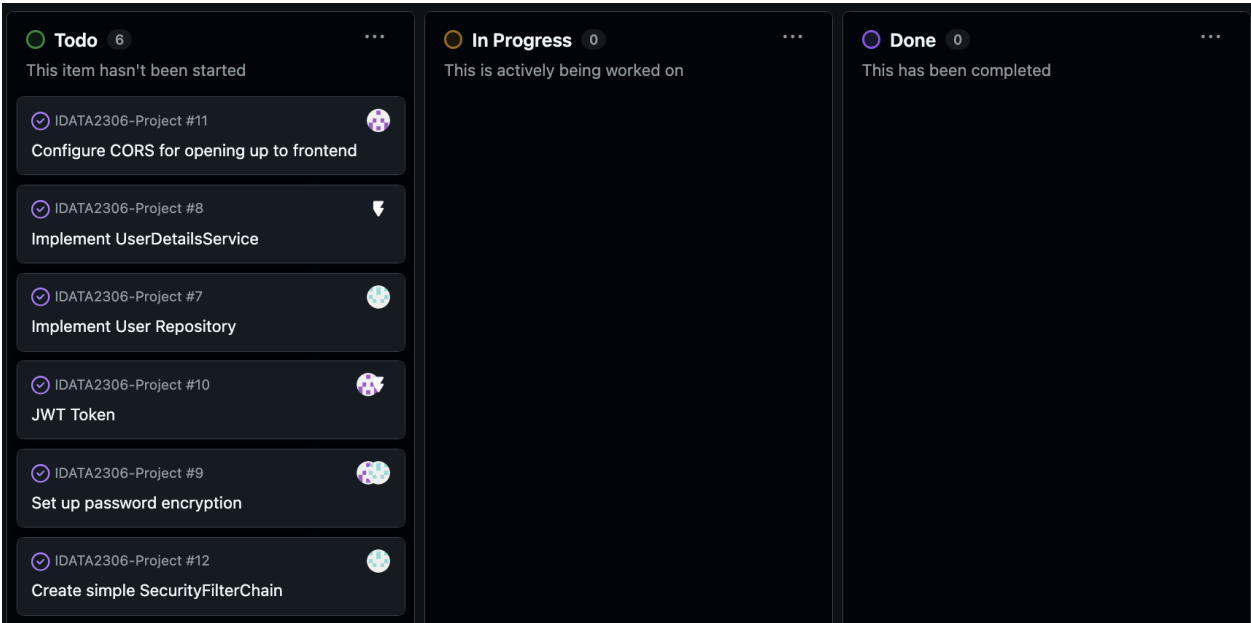 Todo 6 ...
This item hasn't been started
IDATA2306-Project #11
Configure CORS for opening up to frontend
IDATA2306-Project #8
Implement UserDetailsService
IDATA2306-Project #7
Implement User Repository
IDATA2306-Project #10
JWT Token
IDATA2306-Project #9
Set up password encryption
IDATA2306-Project #12
Create simple SecurityFilterChain
In Progress 0 ...
This is actively being worked on
Done 0 ...
This has been completed